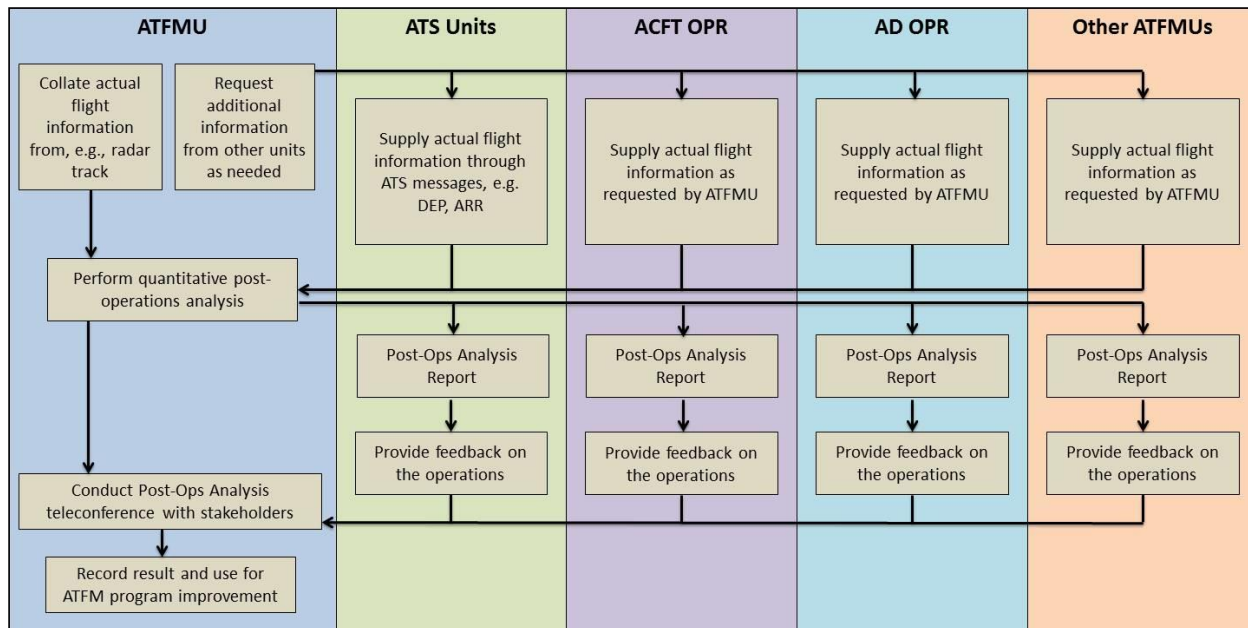 ATFMU
ATS Units
ACFT OPR
AD OPR
Other ATFMUs
Collate actual
flight
information
from, e.g., radar
track
Request
additional
information
from other units
as needed
Supply actual flight
information through
ATS messages, e.g.
DEP, ARR
Supply actual flight
information as
requested by ATFMU
Supply actual flight
information as
requested by ATFMU
Supply actual flight
information as
requested by ATFMU
Perform quantitative post-
operations analysis
Post-Ops Analysis
Report
Post-Ops Analysis
Report
Post-Ops Analysis
Report
Post-Ops Analysis
Report
Provide feedback on
the operations
Provide feedback on
the operations
Provide feedback on
the operations
Provide feedback on
the operations
Conduct Post-Ops Analysis
teleconference with stakeholders
Record result and use for
ATFM program improvement